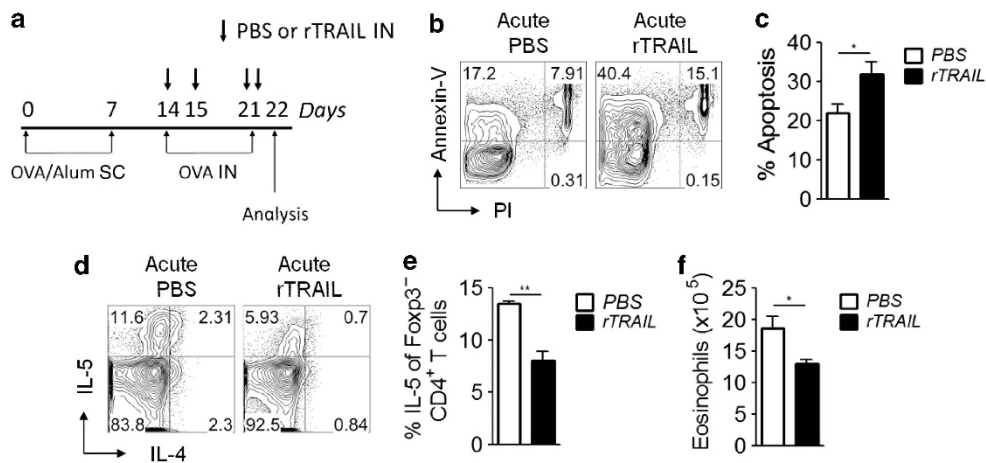 a
PBS or rTRAIL IN
0 7 14 15 21 22 Days
OVA/Alum SC OVA IN
Analysis
b
Acute PBS
Acute rTRAIL
17.2 7.91
0.31
40.4 15.1
0.15
Annexin-V
PI
c
% Apoptosis
40
30
20
10
0
*
PBS
rTRAIL
d
Acute PBS
Acute rTRAIL
11.6 2.31
83.8 2.3
5.93 0.7
92.5 0.84
IL-5
IL-4
e
% IL-5 of Foxp3⁻
CD4⁺ T cells
15
10
5
0
**
PBS
rTRAIL
f
Eosinophils (x10⁵)
25
20
15
10
5
0
*
PBS
rTRAIL